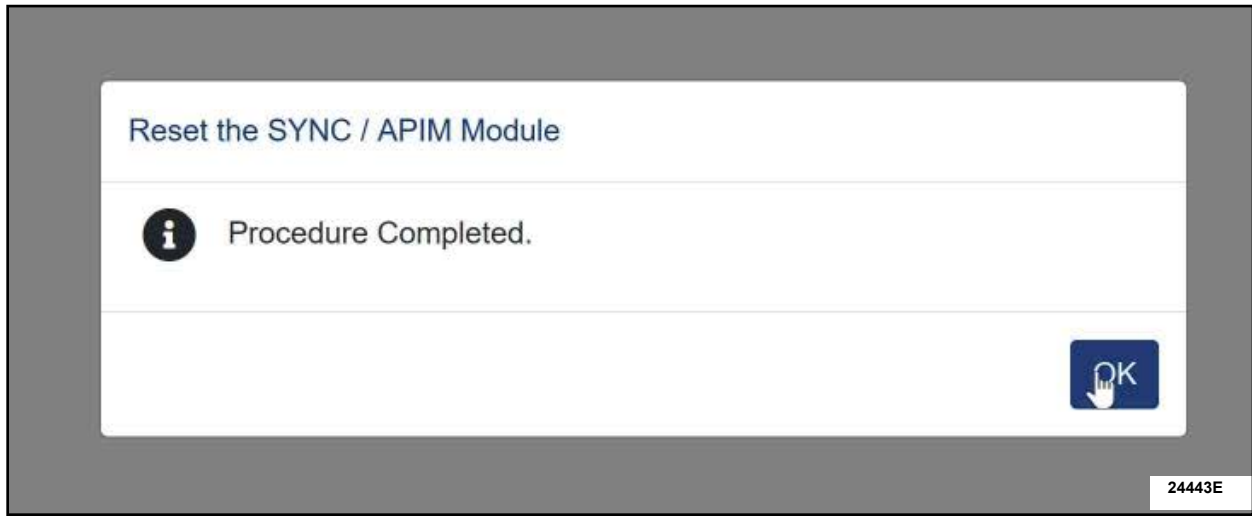 Reset the SYNC / APIM Module
Procedure Completed.
OK
24443E